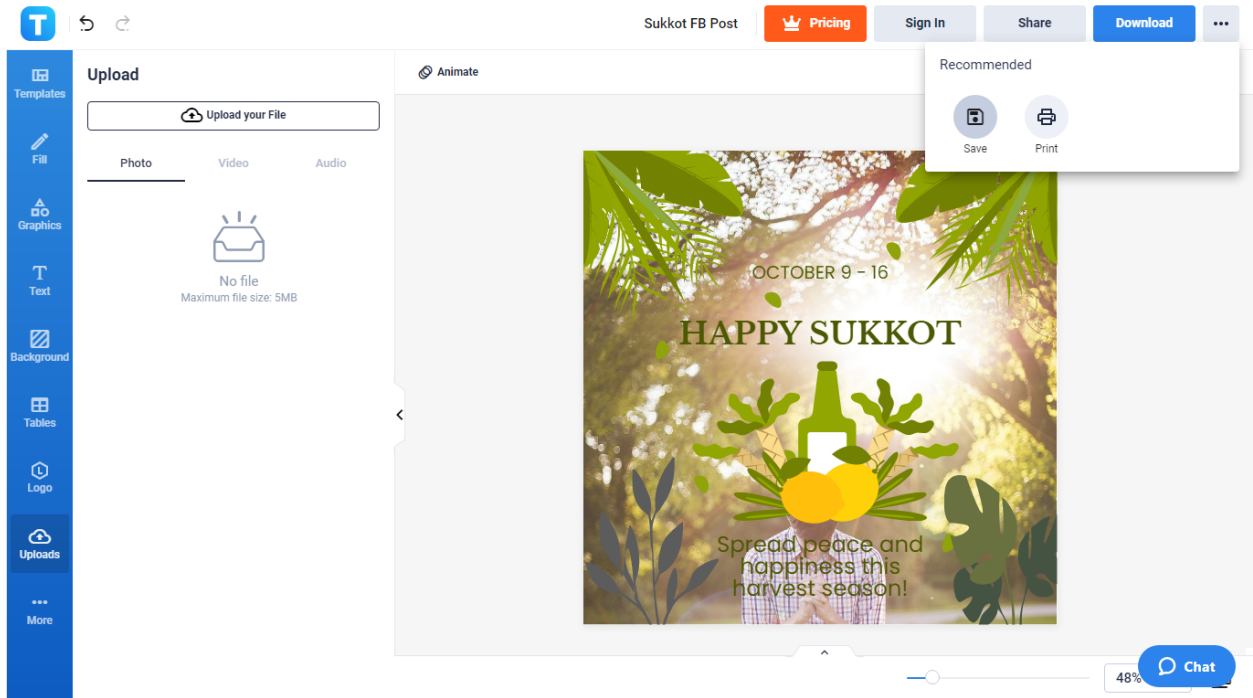 T
Sukkot FB Post
Pricing
Sign In
Share
Download
Templates
Fill
Graphics
T
Text
Background
Tables
L
Logo
Uploads
More
Upload
Upload your File
Photo
Video
Audio
No file
Maximum file size: 5MB
Animate
Recommended
Save
Print
OCTOBER 9 - 16
HAPPY SUKKOT
Spread peace and
happiness this
harvest season!
48%
Chat